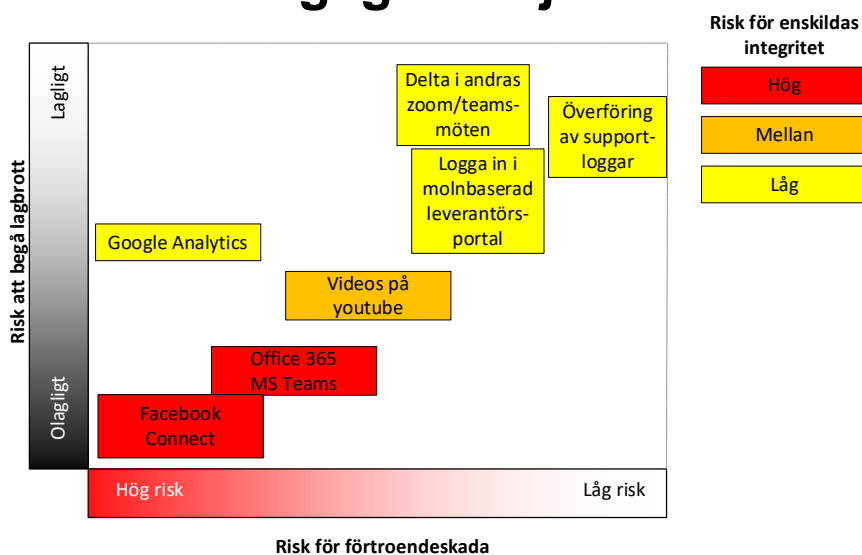 Risk för enskildas
integritet
Hög
Mellan
Låg
Risk att begå lagbrott
Lagligt
Olagligt
Delta i andras
zoom/teams-
möten
Överföring
av support-
loggar
Logga in i
molnbaserad
leverantörs-
portal
Google Analytics
Videos på
youtube
Office 365
MS Teams
Facebook
Connect
Hög risk
Låg risk
Risk för förtroendeskada